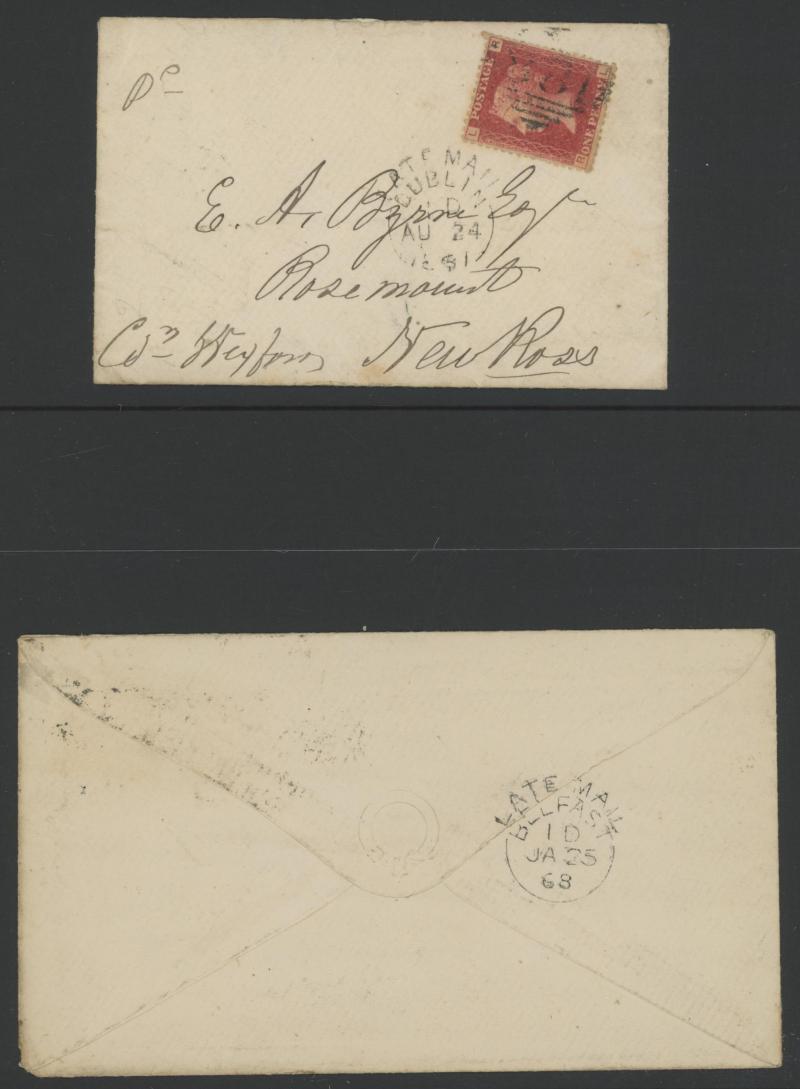 R
POSTAGE
L
L
ONE PENNY
R
LATE MAIL
DUBLIN
1 D
AU 24
E. A. Byrne Esqre
Rosemount
Co. Wexford New Ross
LATE MAIL
BELFAST
1 D
JA 25
68